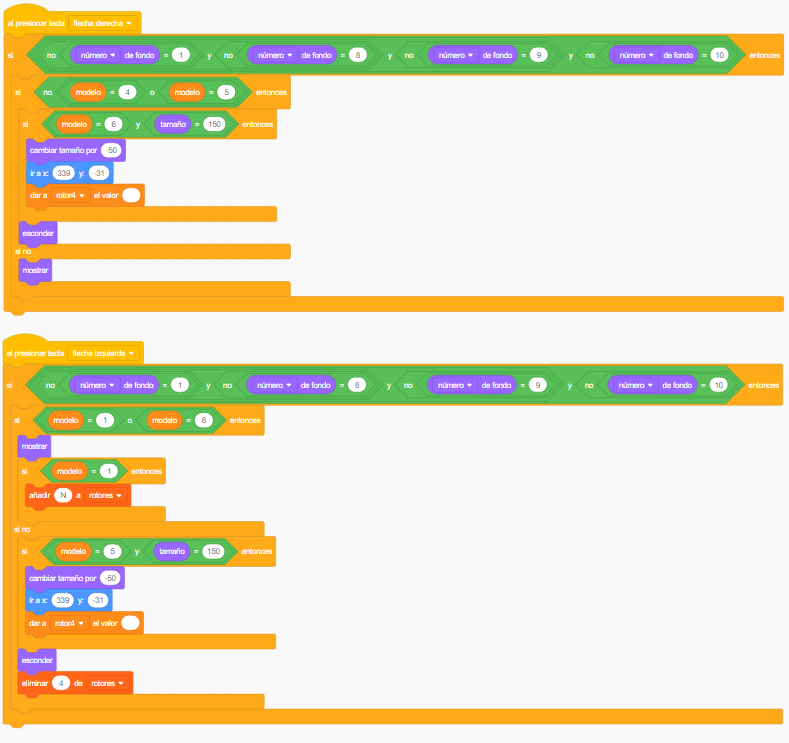 al presionar tecla flecha derecha
si no número de fondo = 1 y no número de fondo = 8 y no número de fondo = 9 y no número de fondo = 10 entonces
si no modelo = 4 o modelo = 5 entonces
si modelo = 6 y tamaño = 150 entonces
cambiar tamaño por -50
ir a x: 339 y: -31
dar a rotor4 el valor
esconder
si no
mostrar
al presionar tecla flecha izquierda
si no número de fondo = 1 y no número de fondo = 8 y no número de fondo = 9 y no número de fondo = 10 entonces
si modelo = 1 o modelo = 6 entonces
mostrar
si modelo = 1 entonces
añadir N a rotores
si no
si modelo = 5 y tamaño = 150 entonces
cambiar tamaño por -50
ir a x: 339 y: -31
dar a rotor4 el valor
esconder
eliminar 4 de rotores